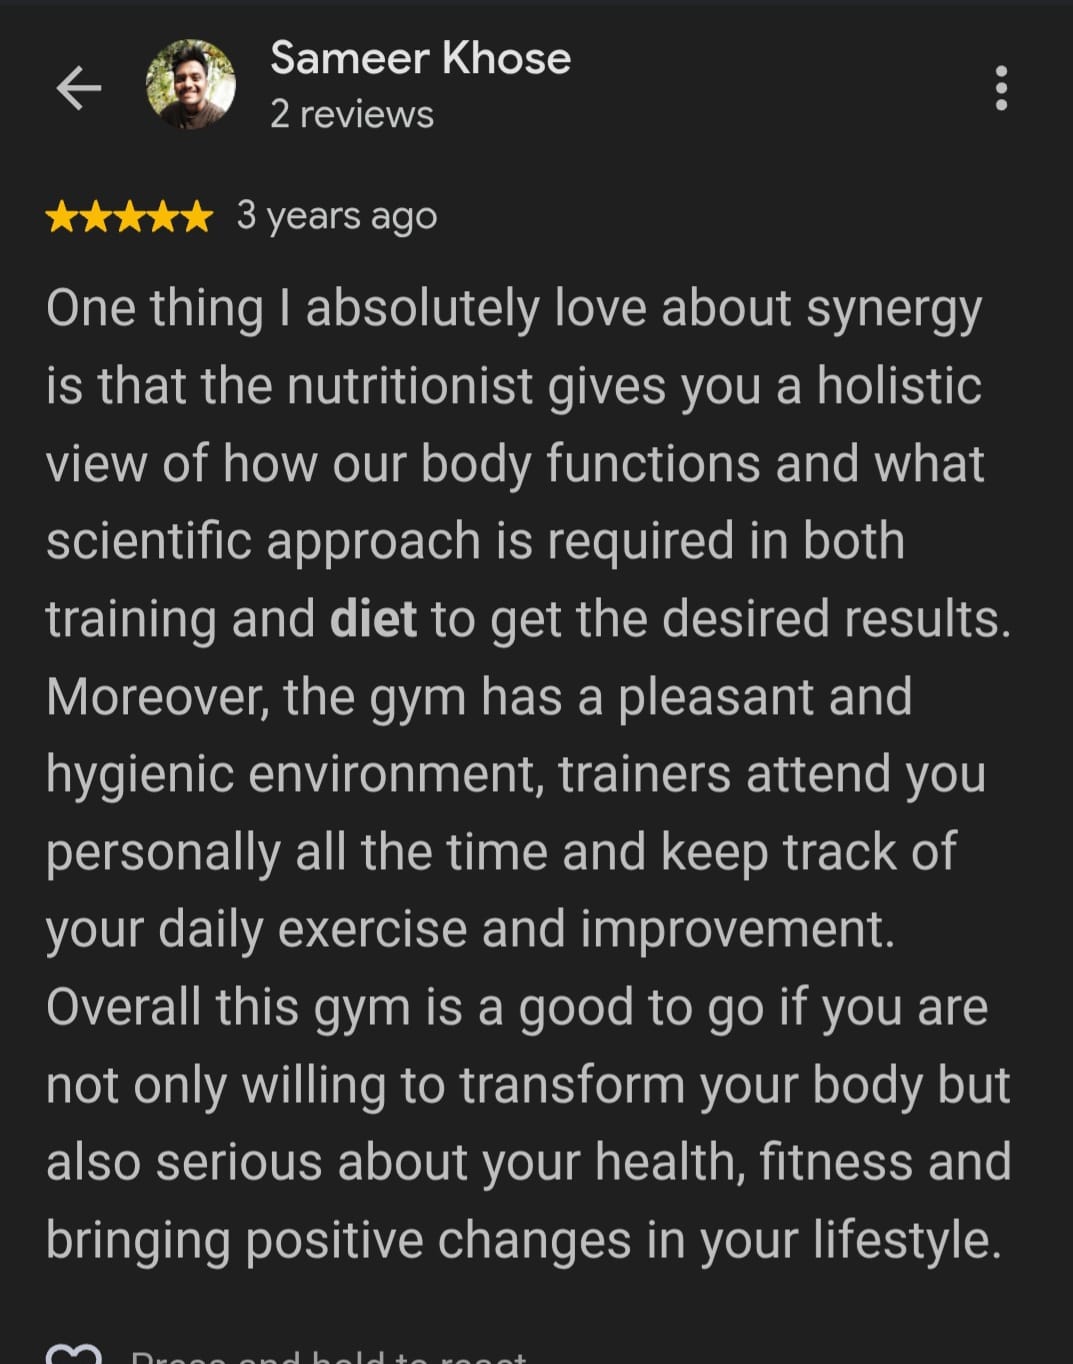 Sameer Khose
2 reviews
3 years ago
One thing I absolutely love about synergy
is that the nutritionist gives you a holistic
view of how our body functions and what
scientific approach is required in both
training and diet to get the desired results.
Moreover, the gym has a pleasant and
hygienic environment, trainers attend you
personally all the time and keep track of
your daily exercise and improvement.
Overall this gym is a good to go if you are
not only willing to transform your body but
also serious about your health, fitness and
bringing positive changes in your lifestyle.
Press and hold to react